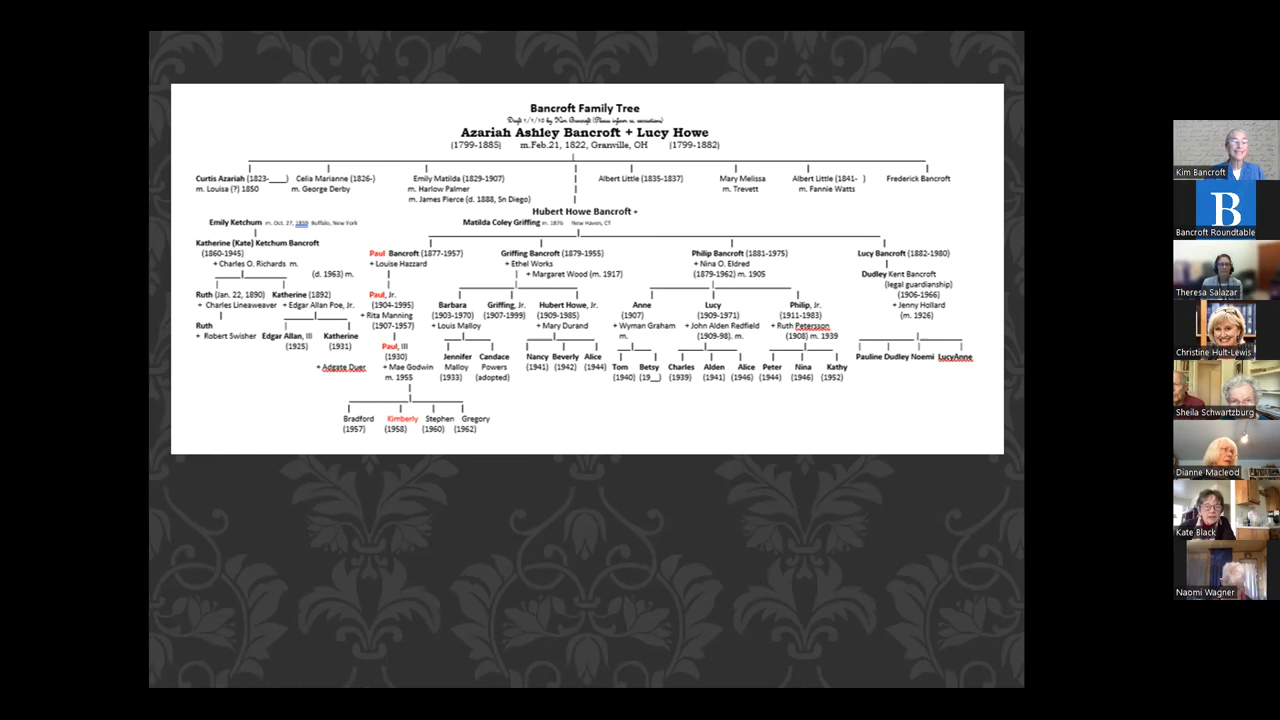 Bancroft Family Tree
Draft 1/1/10 by Kim Bancroft (Please inform re. corrections)
Azariah Ashley Bancroft + Lucy Howe
(1799-1885) m.Feb.21, 1822, Granville, OH (1799-1882)
Curtis Azariah (1823-____) Celia Marianne (1826-) Emily Matilda (1829-1907) Albert Little (1835-1837) Mary Melissa Albert Little (1841- ) Frederick Bancroft
m. Louisa (?) 1850 m. George Derby m. Harlow Palmer m. Trevett m. Fannie Watts
m. James Pierce (d. 1888, Sn Diego)
Hubert Howe Bancroft +
Emily Ketchum m. Oct. 27, 1859 Buffalo, New York Matilda Coley Griffing m. 1876 New Haven, CT
Katherine (Kate) Ketchum Bancroft
(1860-1945) Paul Bancroft (1877-1957) Griffing Bancroft (1879-1955) Philip Bancroft (1881-1975) Lucy Bancroft (1882-1980)
+ Charles O. Richards m. + Louise Hazzard + Ethel Works + Nina O. Eldred
(d. 1963) m. + Margaret Wood (m. 1917) (1879-1962) m. 1905 Dudley Kent Bancroft
(legal guardianship)
Ruth (Jan. 22, 1890) Katherine (1892) Paul, Jr. (1906-1966)
+ Charles Lineaweaver + Edgar Allan Poe, Jr. (1904-1995) Barbara Griffing, Jr. Hubert Howe, Jr. Anne Lucy Philip, Jr. + Jenny Hollard
+ Rita Manning (1903-1970) (1907-1999) (1909-1985) (1907) (1909-1971) (1911-1983) (m. 1926)
Ruth (1907-1957) + Louis Malloy + Mary Durand + Wyman Graham + John Alden Redfield + Ruth Petersson
+ Robert Swisher Edgar Allan, III Katherine m. (1909-98). m. (1908) m. 1939
(1925) (1931) Paul, III
(1930) Jennifer Candace Nancy Beverly Alice Pauline Dudley Noemi LucyAnne
+ Adgate Duer + Mae Godwin Malloy Powers (1941) (1942) (1944) Tom Betsy Charles Alden Alice Peter Nina Kathy
m. 1955 (1933) (adopted) (1940) (19__) (1939) (1941) (1946) (1944) (1946) (1952)
Bradford Kimberly Stephen Gregory
(1957) (1958) (1960) (1962)
Kim Bancroft
B
Bancroft Roundtable
Theresa Salazar
Christine Hult-Lewis
Sheila Schwartzburg
Dianne Macleod
Kate Black
Naomi Wagner